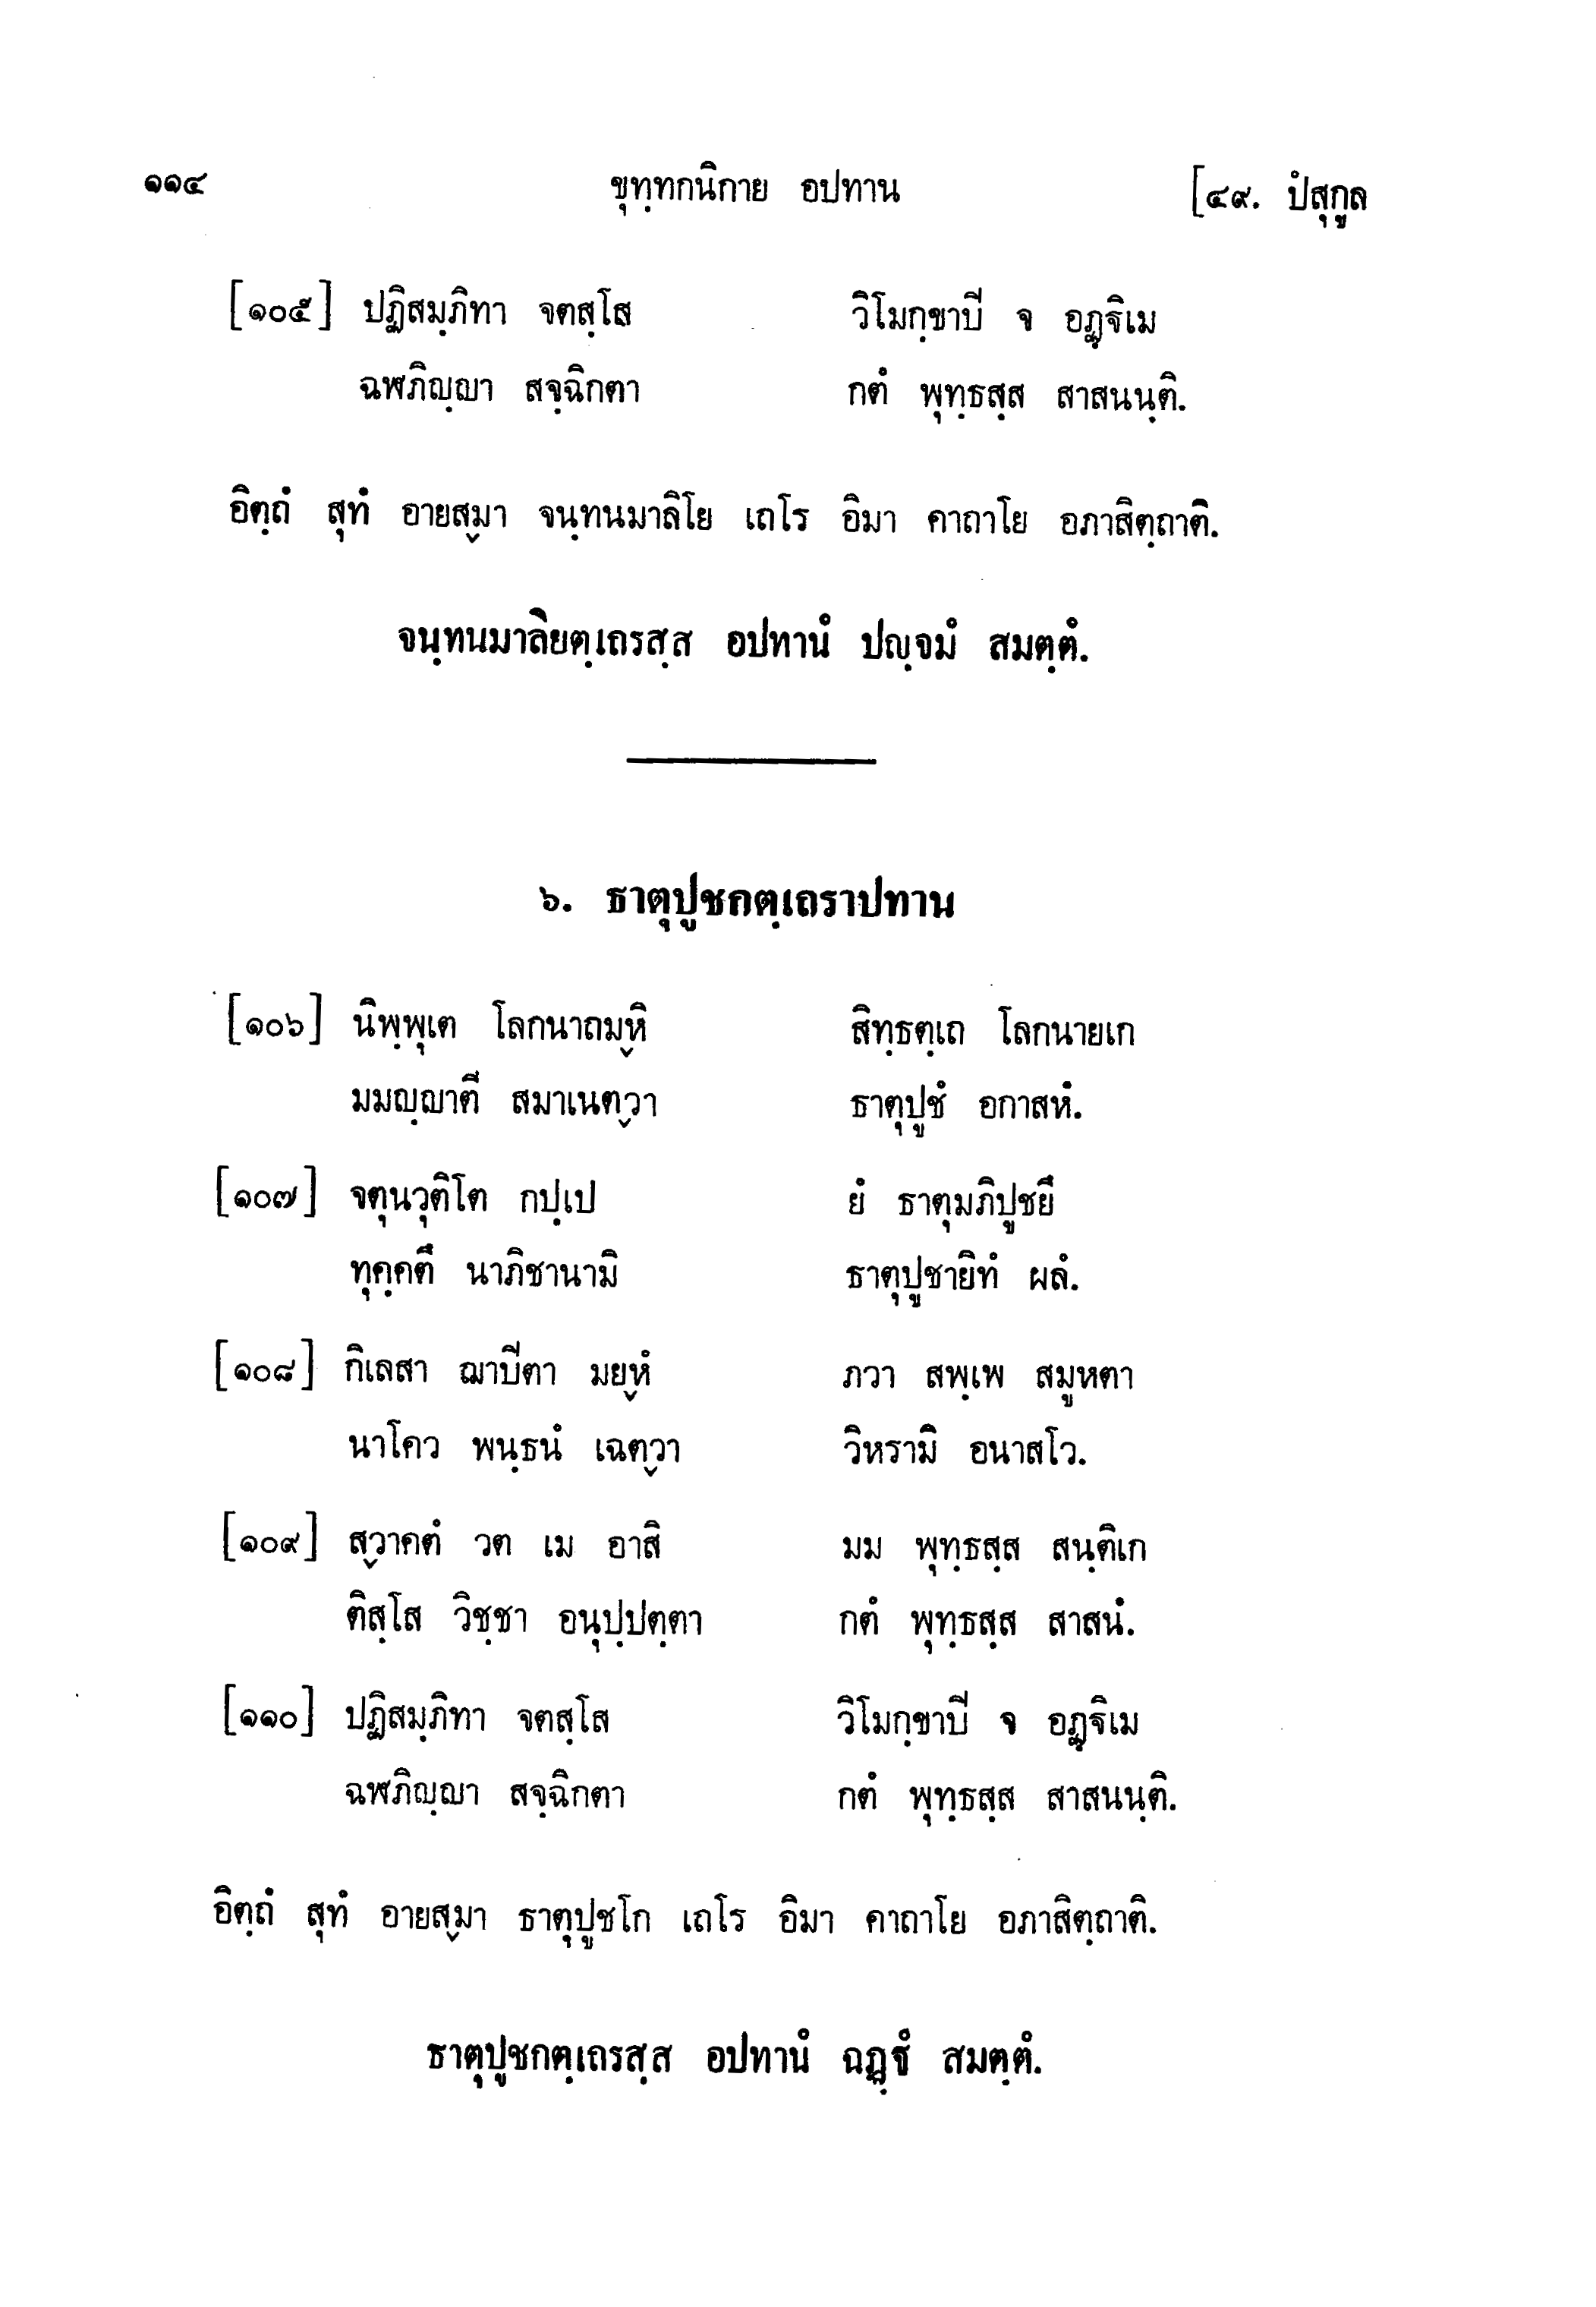 ๑๑๔ ขุทฺทกนิกาย อปทาน [๔๙. ปํสุกูล
[๑๐๕] ปฏิสมฺภิทา จตสฺโส วิโมกฺขาปิ จ อฏฺฐิเม
ฉฬภิญฺญา สจฺฉิกตา กตํ พุทฺธสฺส สาสนนฺติ.
อิตฺถํ สุทํ อายสฺมา จนฺทนมาลิโย เถโร อิมา คาถาโย อภาสิตฺถาติ.
จนฺทนมาลิยตฺเถรสฺส อปทานํ ปญฺจมํ สมตฺตํ.
๖. ธาตุปูชกตฺเถราปทาน
[๑๐๖] นิพฺพุเต โลกนาถมฺหิ สิทฺธตฺเถ โลกนายเก
มมญฺญาตี สมาเนตฺวา ธาตุปูชํ อกาสหํ.
[๑๐๗] จตุนวุติโต กปฺเป ยํ ธาตุมภิปูชยึ
ทุคฺคตึ นาภิชานามิ ธาตุปูชายิทํ ผลํ.
[๑๐๘] กิเลสา ฌาปิตา มยฺหํ ภวา สพฺเพ สมูหตา
นาโคว พนฺธนํ เฉตฺวา วิหรามิ อนาสโว.
[๑๐๙] สฺวาคตํ วต เม อาสิ มม พุทฺธสฺส สนฺติเก
ติสฺโส วิชฺชา อนุปฺปตฺตา กตํ พุทฺธสฺส สาสนํ.
[๑๑๐] ปฏิสมฺภิทา จตสฺโส วิโมกฺขาปิ จ อฏฺฐิเม
ฉฬภิญฺญา สจฺฉิกตา กตํ พุทฺธสฺส สาสนนฺติ.
อิตฺถํ สุทํ อายสฺมา ธาตุปูชโก เถโร อิมา คาถาโย อภาสิตฺถาติ.
ธาตุปูชกตฺเถรสฺส อปทานํ ฉฏฺฐํ สมตฺตํ.